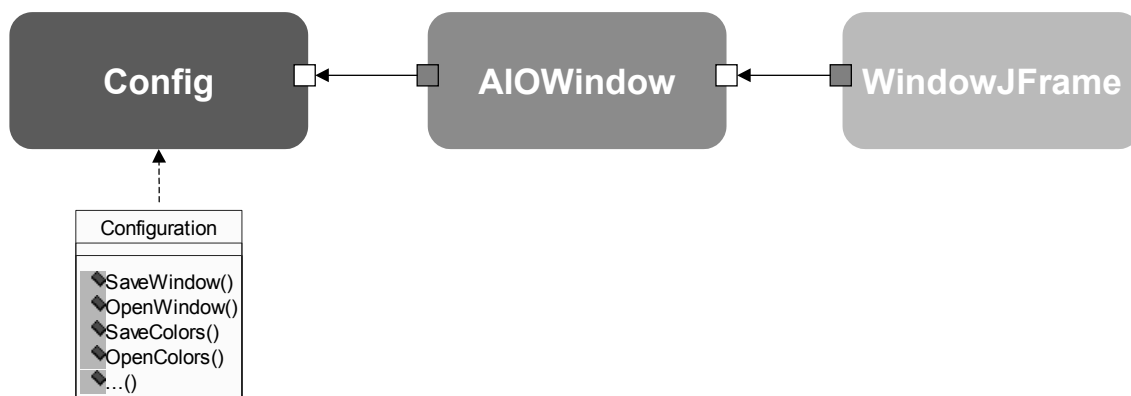 Config
AIOWindow
WindowJFrame
Configuration
SaveWindow()
OpenWindow()
SaveColors()
OpenColors()
...()